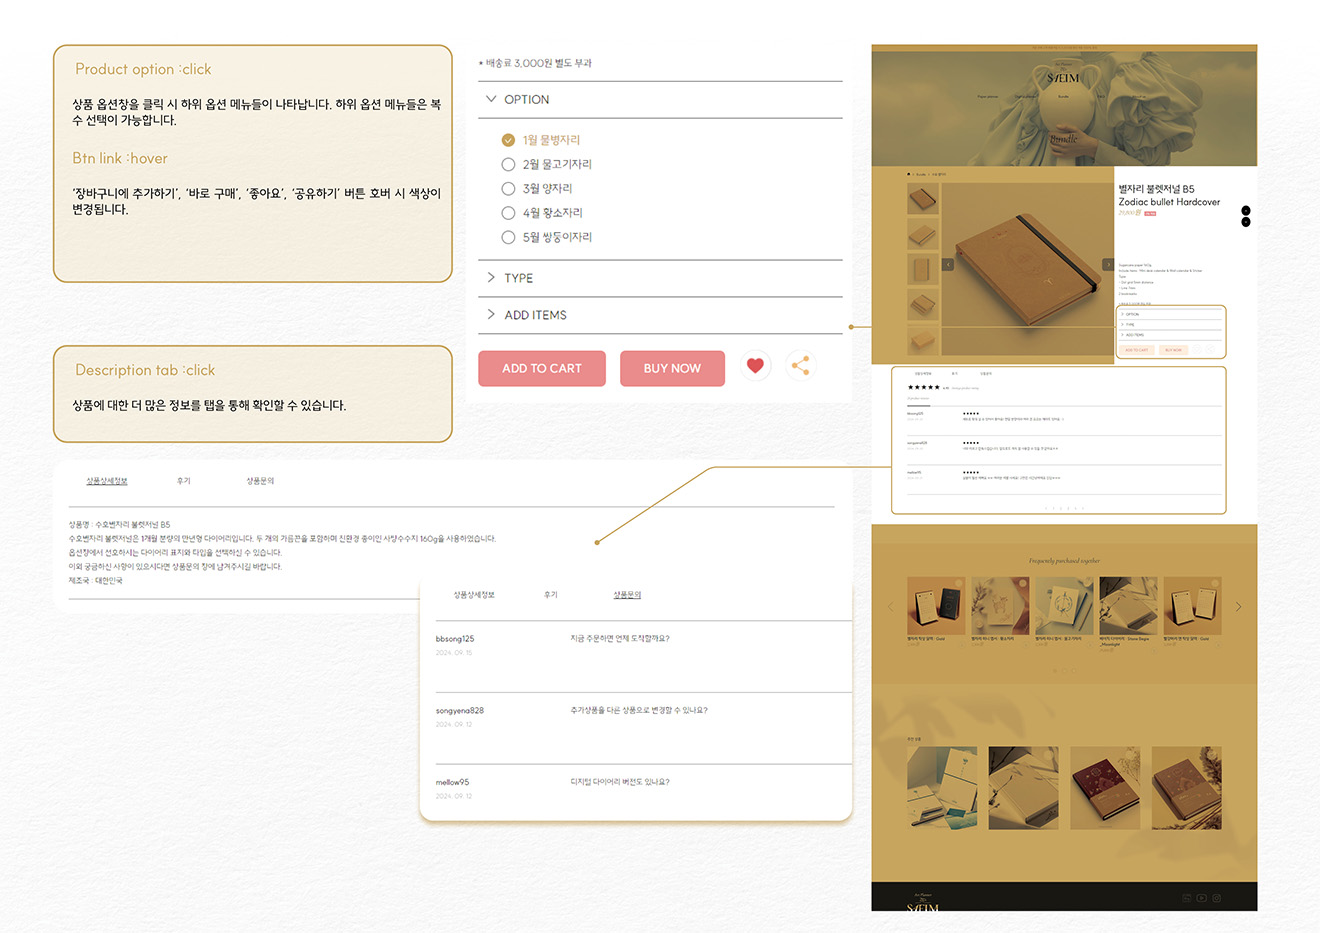 Product option :click
상품 옵션창을 클릭 시 하위 옵션 메뉴들이 나타납니다. 하위 옵션 메뉴들은 복
수 선택이 가능합니다.
Btn link :hover
‘장바구니에 추가하기’, ‘바로 구매’, ‘좋아요’, ‘공유하기’ 버튼 호버 시 색상이
변경됩니다.
Description tab :click
상품에 대한 더 많은 정보를 탭을 통해 확인할 수 있습니다.
* 배송료 3,000원 별도 부과
OPTION
1월 물병자리
2월 물고기자리
3월 양자리
4월 황소자리
5월 쌍둥이자리
TYPE
ADD ITEMS
ADD TO CART
BUY NOW
상품상세정보 후기 상품문의
상품명 : 수호별자리 불렛저널 B5
수호별자리 불렛저널은 1개월 분량의 만년형 다이어리입니다. 두 개의 가름끈을 포함하며 친환경 종이인 사탕수수지 160g을 사용하였습니다.
옵션창에서 선호하시는 다이어리 표지와 타입을 선택하실 수 있습니다.
이외 궁금하신 사항이 있으시다면 상품문의 창에 남겨주시길 바랍니다.
제조국 : 대한민국
상품상세정보 후기 상품문의
bbsong125 지금 주문하면 언제 도착할까요?
2024. 09. 15
songyena828 추가상품을 다른 상품으로 변경할 수 있나요?
2024. 09. 12
mellow95 디지털 다이어리 버전도 있나요?
2024. 09. 12
Bundle
별자리 불렛저널 B5
Zodiac bullet Hardcover
OPTION
TYPE
ADD ITEMS
ADD TO CART BUY NOW
상품상세정보 후기 상품문의
★★★★★
bbsong125 ★★★★★
songyena828 ★★★★★
mellow95 ★★★★★
Frequently purchased together